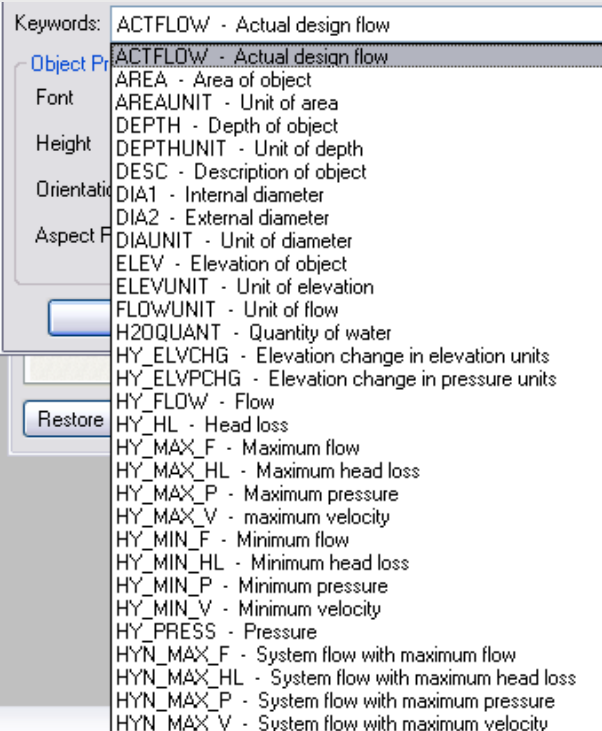 Keywords: ACTFLOW - Actual design flow
ACTFLOW - Actual design flow
Object Pr
AREA - Area of object
Font
AREAUNIT - Unit of area
DEPTH - Depth of object
Height
DEPTHUNIT - Unit of depth
DESC - Description of object
Orientatio
DIA1 - Internal diameter
DIA2 - External diameter
Aspect F
DIAUNIT - Unit of diameter
ELEV - Elevation of object
ELEVUNIT - Unit of elevation
FLOWUNIT - Unit of flow
H2OQUANT - Quantity of water
HY_ELVCHG - Elevation change in elevation units
HY_ELVPCHG - Elevation change in pressure units
HY_FLOW - Flow
Restore
HY_HL - Head loss
HY_MAX_F - Maximum flow
HY_MAX_HL - Maximum head loss
HY_MAX_P - Maximum pressure
HY_MAX_V - maximum velocity
HY_MIN_F - Minimum flow
HY_MIN_HL - Minimum head loss
HY_MIN_P - Minimum pressure
HY_MIN_V - Minimum velocity
HY_PRESS - Pressure
HYN_MAX_F - System flow with maximum flow
HYN_MAX_HL - System flow with maximum head loss
HYN_MAX_P - System flow with maximum pressure
HYN_MAX_V - System flow with maximum velocity